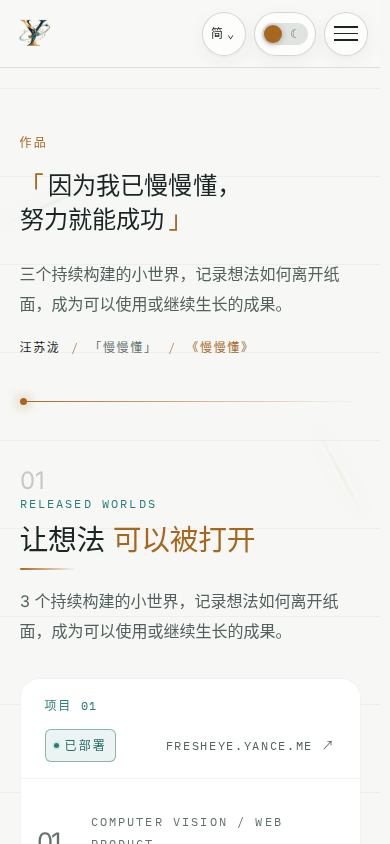 简
作品
「因为我已慢慢懂，
努力就能成功」
三个持续构建的小世界，记录想法如何离开纸
面，成为可以使用或继续生长的成果。
汪苏泷 / 「慢慢懂」 / 《慢慢懂》
01
RELEASED WORLDS
让想法 可以被打开
3 个持续构建的小世界，记录想法如何离开纸
面，成为可以使用或继续生长的成果。
项目 01
已部署 FRESHEYE.YANCE.ME ↗
01 COMPUTER VISION / WEB
PRODUCT